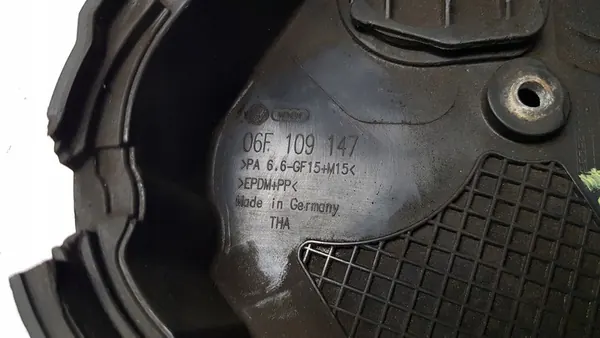 06F 109 147
>PA 6.6-GF15+M15<
>EPDM+PP<
Made in Germany
THA